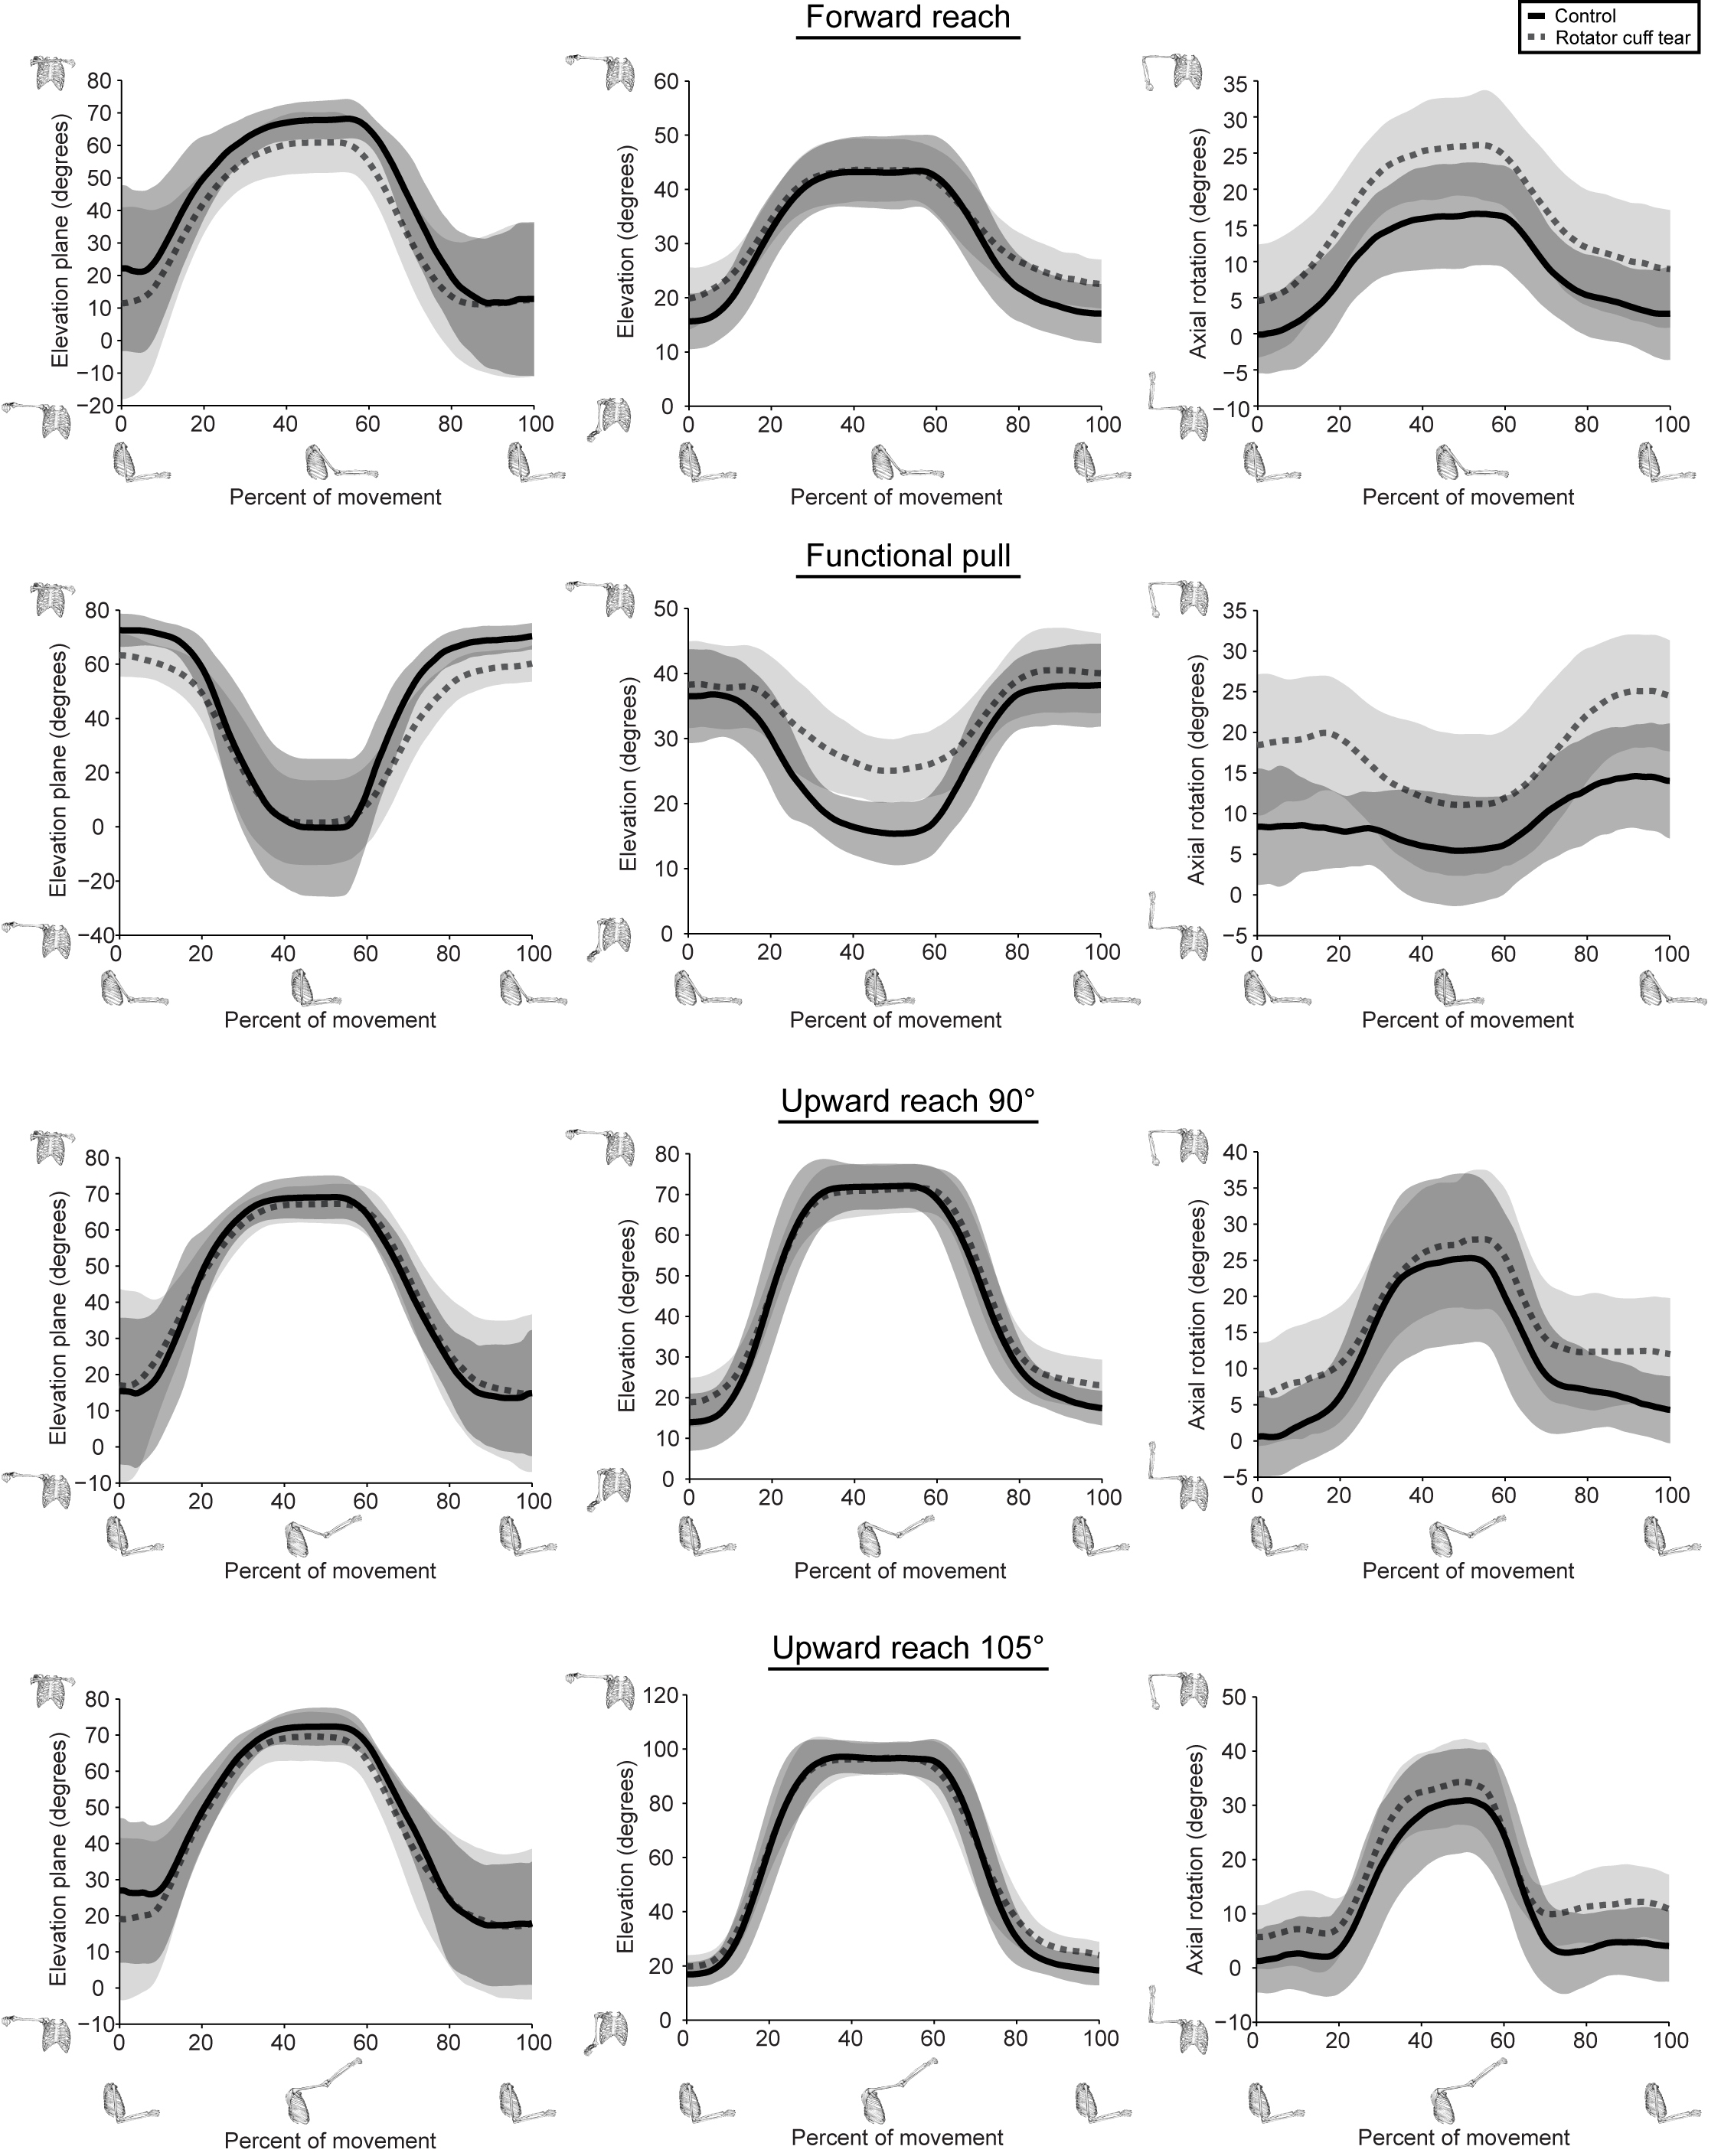 Forward reach
Control
Rotator cuff tear
Elevation plane (degrees)
80
70
60
50
40
30
20
10
0
−10
−20
0 20 40 60 80 100
Percent of movement
Elevation (degrees)
60
50
40
30
20
10
0
0 20 40 60 80 100
Percent of movement
Axial rotation (degrees)
35
30
25
20
15
10
5
0
−5
−10
0 20 40 60 80 100
Percent of movement
Functional pull
Elevation plane (degrees)
80
60
40
20
0
−20
−40
0 20 40 60 80 100
Percent of movement
Elevation (degrees)
50
40
30
20
10
0
0 20 40 60 80 100
Percent of movement
Axial rotation (degrees)
35
30
25
20
15
10
5
0
−5
0 20 40 60 80 100
Percent of movement
Upward reach 90°
Elevation plane (degrees)
80
70
60
50
40
30
20
10
0
−10
0 20 40 60 80 100
Percent of movement
Elevation (degrees)
80
70
60
50
40
30
20
10
0
0 20 40 60 80 100
Percent of movement
Axial rotation (degrees)
40
35
30
25
20
15
10
5
0
−5
0 20 40 60 80 100
Percent of movement
Upward reach 105°
Elevation plane (degrees)
80
70
60
50
40
30
20
10
0
−10
0 20 40 60 80 100
Percent of movement
Elevation (degrees)
120
100
80
60
40
20
0
0 20 40 60 80 100
Percent of movement
Axial rotation (degrees)
50
40
30
20
10
0
−10
0 20 40 60 80 100
Percent of movement